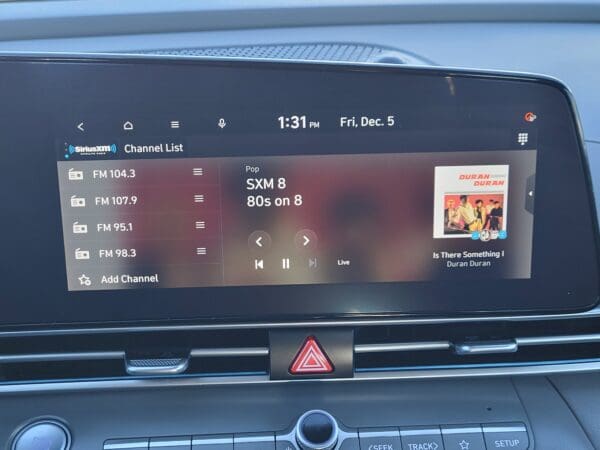 1:31 PM Fri, Dec. 5
SiriusXM
Channel List
FM 104.3
FM 107.9
FM 95.1
FM 98.3
Add Channel
Pop
SXM 8
80s on 8
Live
DURAN
DURAN
Is There Something I
Duran Duran
SEEK
TRACK
SETUP